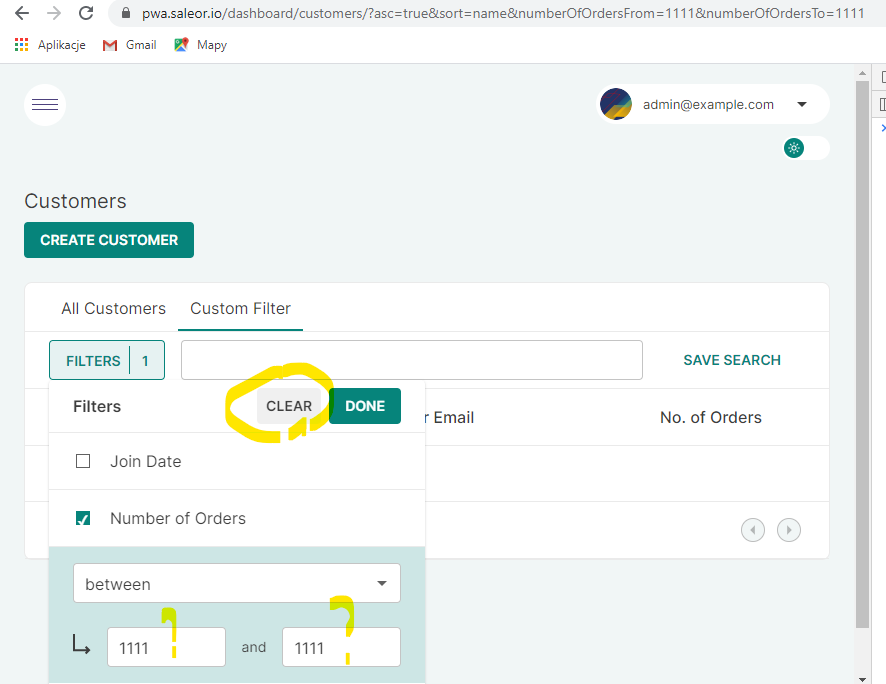 pwa.saleor.io/dashboard/customers/?asc=true&sort=name&numberOfOrdersFrom=1111&numberOfOrdersTo=1111
Aplikacje Gmail Mapy
admin@example.com
Customers
CREATE CUSTOMER
All Customers Custom Filter
FILTERS 1 SAVE SEARCH
Filters CLEAR DONE
r Email No. of Orders
Join Date
Number of Orders
between
? ?
1111 and 1111